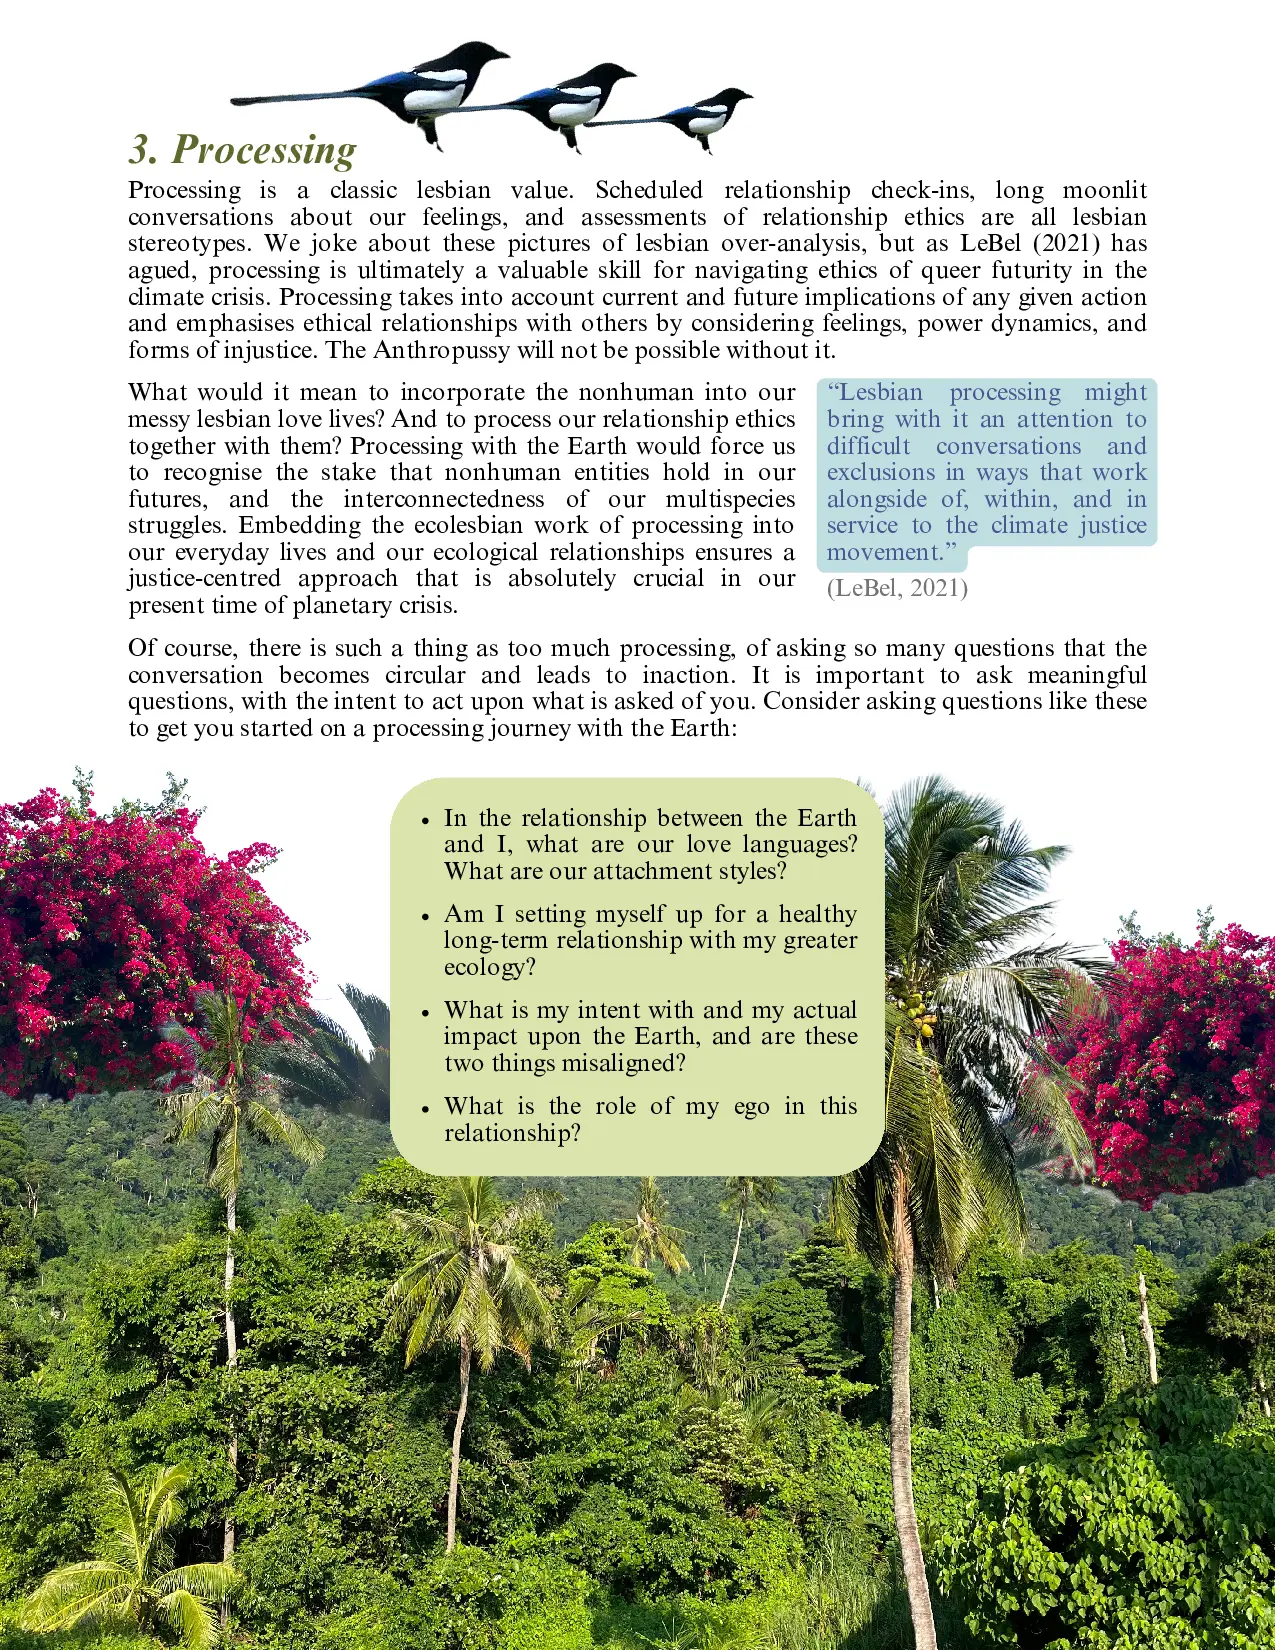 3. Processing
Processing is a classic lesbian value. Scheduled relationship check-ins, long moonlit
conversations about our feelings, and assessments of relationship ethics are all lesbian
stereotypes. We joke about these pictures of lesbian over-analysis, but as LeBel (2021) has
agued, processing is ultimately a valuable skill for navigating ethics of queer futurity in the
climate crisis. Processing takes into account current and future implications of any given action
and emphasises ethical relationships with others by considering feelings, power dynamics, and
forms of injustice. The Anthropussy will not be possible without it.
What would it mean to incorporate the nonhuman into our
messy lesbian love lives? And to process our relationship ethics
together with them? Processing with the Earth would force us
to recognise the stake that nonhuman entities hold in our
futures, and the interconnectedness of our multispecies
struggles. Embedding the ecolesbian work of processing into
our everyday lives and our ecological relationships ensures a
justice-centred approach that is absolutely crucial in our
present time of planetary crisis.
“Lesbian processing might
bring with it an attention to
difficult conversations and
exclusions in ways that work
alongside of, within, and in
service to the climate justice
movement.”
(LeBel, 2021)
Of course, there is such a thing as too much processing, of asking so many questions that the
conversation becomes circular and leads to inaction. It is important to ask meaningful
questions, with the intent to act upon what is asked of you. Consider asking questions like these
to get you started on a processing journey with the Earth:
• In the relationship between the Earth
and I, what are our love languages?
What are our attachment styles?
• Am I setting myself up for a healthy
long-term relationship with my greater
ecology?
• What is my intent with and my actual
impact upon the Earth, and are these
two things misaligned?
• What is the role of my ego in this
relationship?